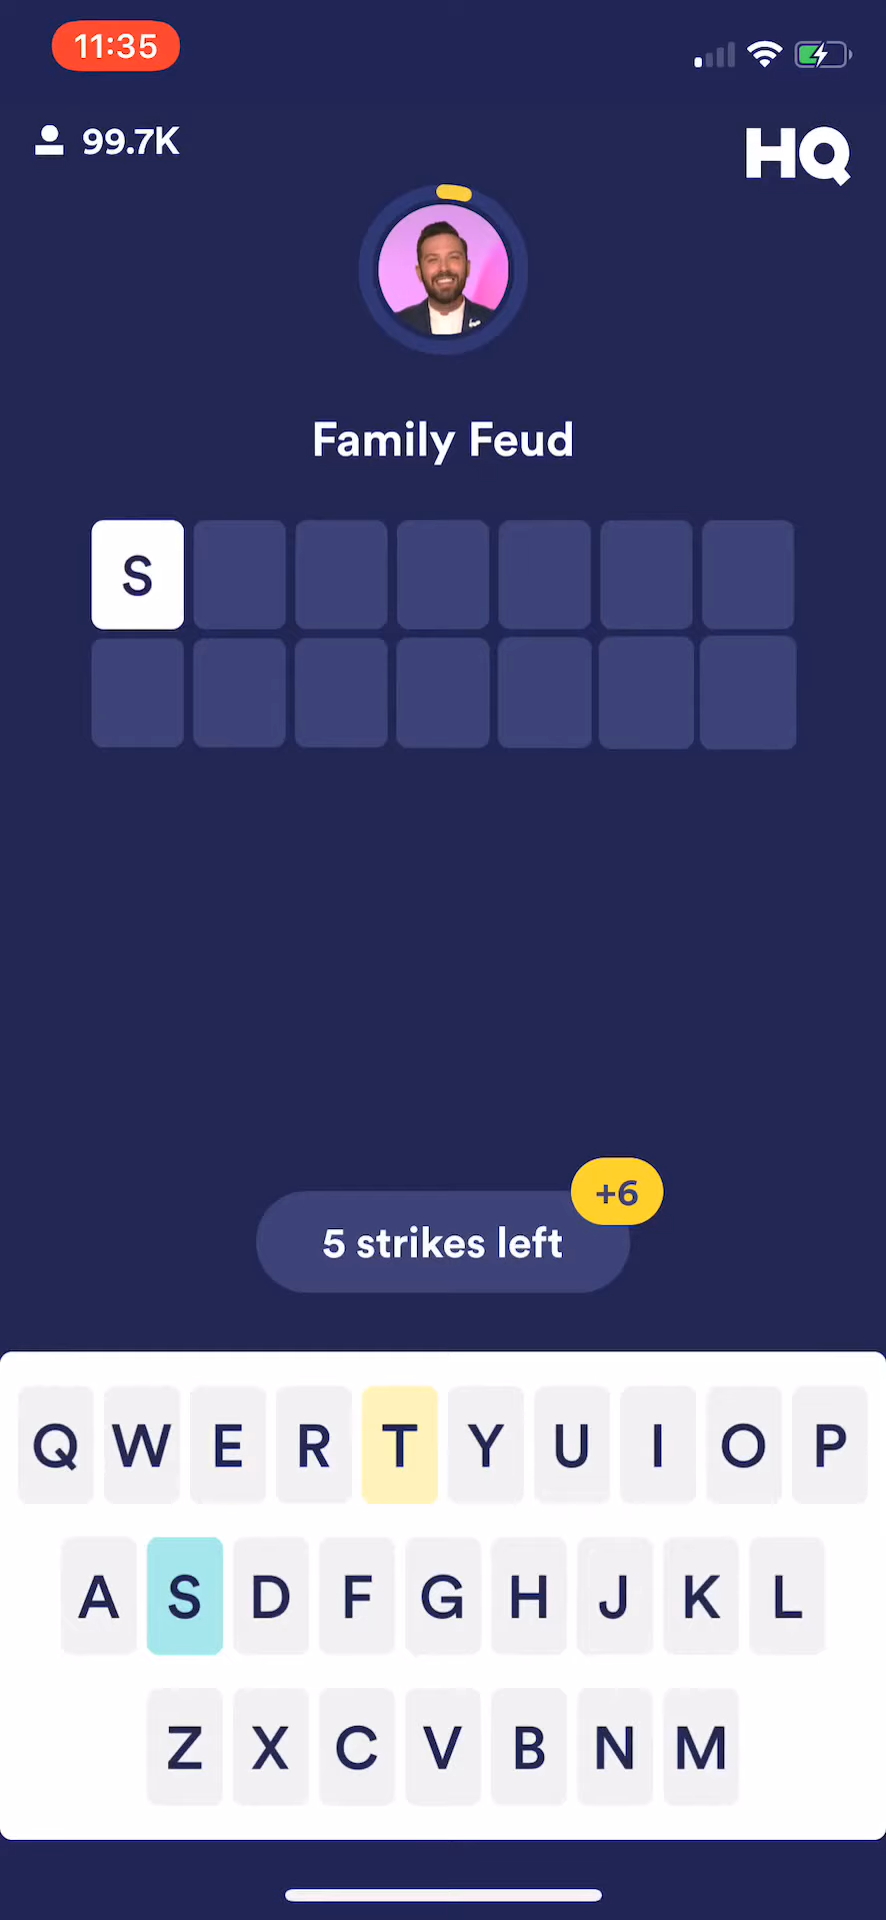 11:35
99.7K
HQ
Family Feud
S
+6
5 strikes left
Q W E R T Y U I O P
A S D F G H J K L
Z X C V B N M